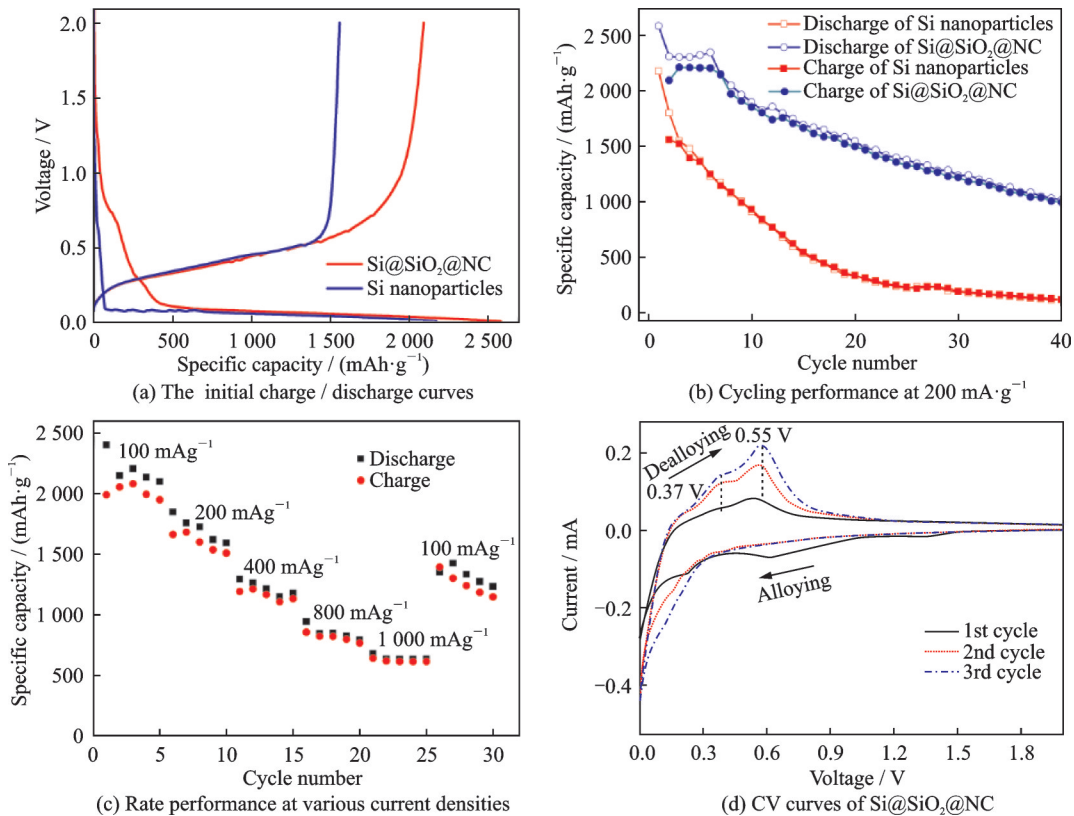 2.0
1.5
1.0
0.5
0.0
Voltage / V
Si@SiO₂@NC
Si nanoparticles
0
500
1 000
1 500
2 000
2 500
Specific capacity / (mAh·g⁻¹)
(a) The initial charge / discharge curves
2 500
2 000
1 500
1 000
500
0
Specific capacity / (mAh·g⁻¹)
Discharge of Si nanoparticles
Discharge of Si@SiO₂@NC
Charge of Si nanoparticles
Charge of Si@SiO₂@NC
0
10
20
30
40
Cycle number
(b) Cycling performance at 200 mA·g⁻¹
2 500
2 000
1 500
1 000
500
0
Specific capacity / (mAh·g⁻¹)
100 mAg⁻¹
200 mAg⁻¹
400 mAg⁻¹
800 mAg⁻¹
1 000 mAg⁻¹
100 mAg⁻¹
Discharge
Charge
0
5
10
15
20
25
30
Cycle number
(c) Rate performance at various current densities
0.2
0.0
−0.2
−0.4
Current / mA
Dealloying
0.37 V
0.55 V
Alloying
1st cycle
2nd cycle
3rd cycle
0.0
0.3
0.6
0.9
1.2
1.5
1.8
Voltage / V
(d) CV curves of Si@SiO₂@NC